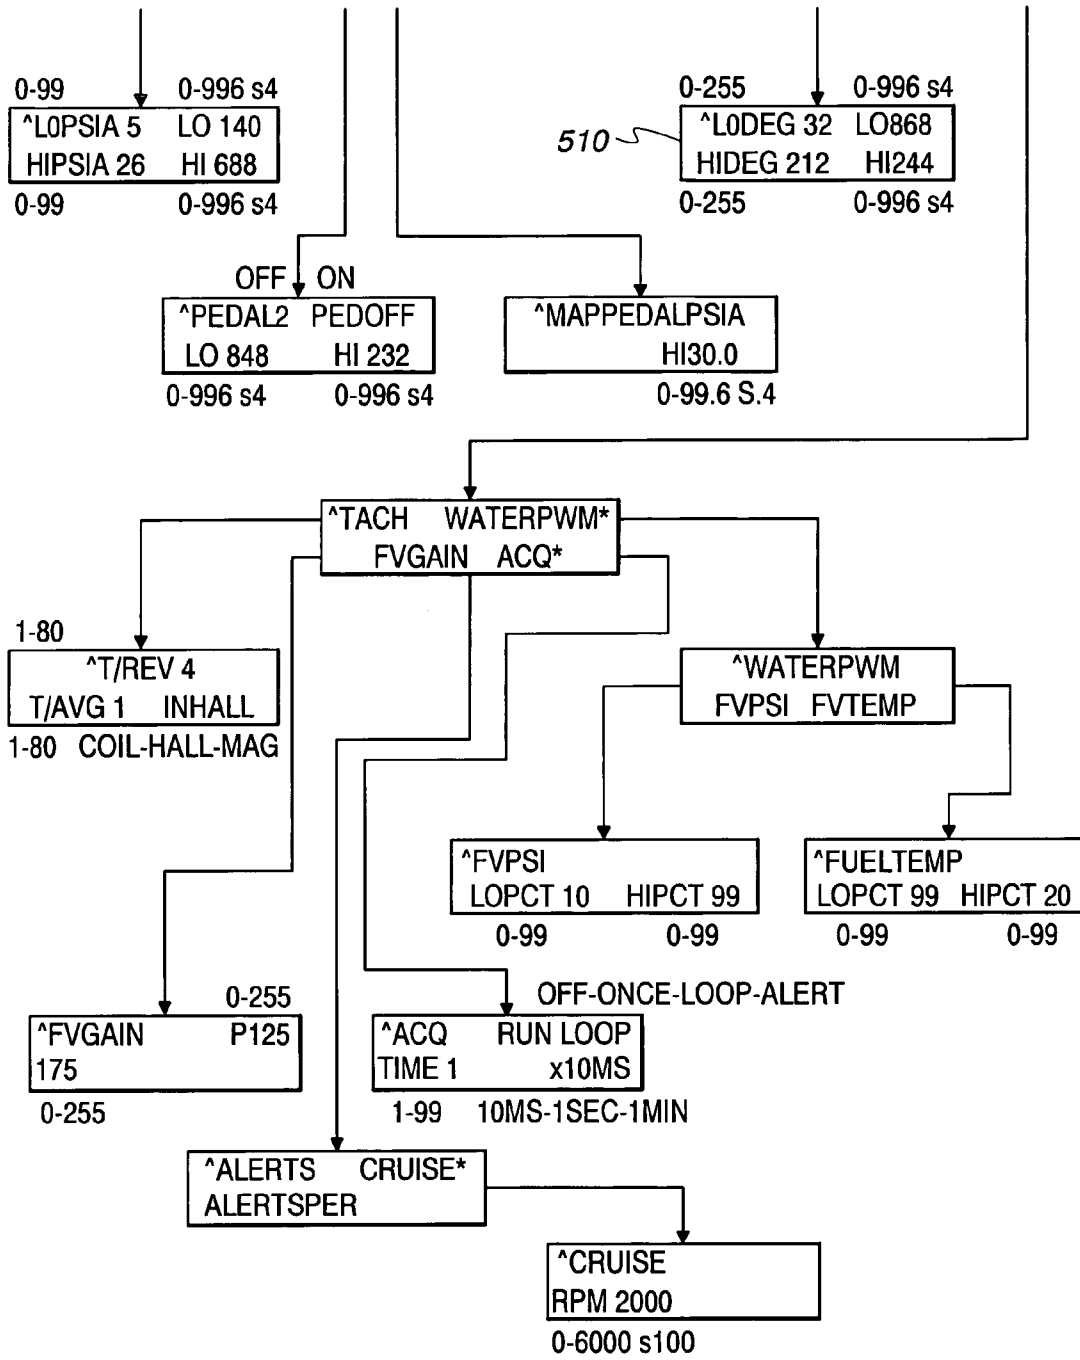 0-99 0-996 s4
^L0PSIA 5 LO 140
HIPSIA 26 HI 688
0-99 0-996 s4
0-255 0-996 s4
510
^L0DEG 32 LO868
HIDEG 212 HI244
0-255 0-996 s4
OFF ON
^PEDAL2 PEDOFF
LO 848 HI 232
0-996 s4 0-996 s4
^MAPPEDALPSIA
HI30.0
0-99.6 S.4
^TACH WATERPWM*
FVGAIN ACQ*
1-80
^T/REV 4
T/AVG 1 INHALL
1-80 COIL-HALL-MAG
^WATERPWM
FVPSI FVTEMP
^FVPSI
LOPCT 10 HIPCT 99
0-99 0-99
^FUELTEMP
LOPCT 99 HIPCT 20
0-99 0-99
0-255
^FVGAIN P125
175
0-255
OFF-ONCE-LOOP-ALERT
^ACQ RUN LOOP
TIME 1 x10MS
1-99 10MS-1SEC-1MIN
^ALERTS CRUISE*
ALERTSPER
^CRUISE
RPM 2000
0-6000 s100